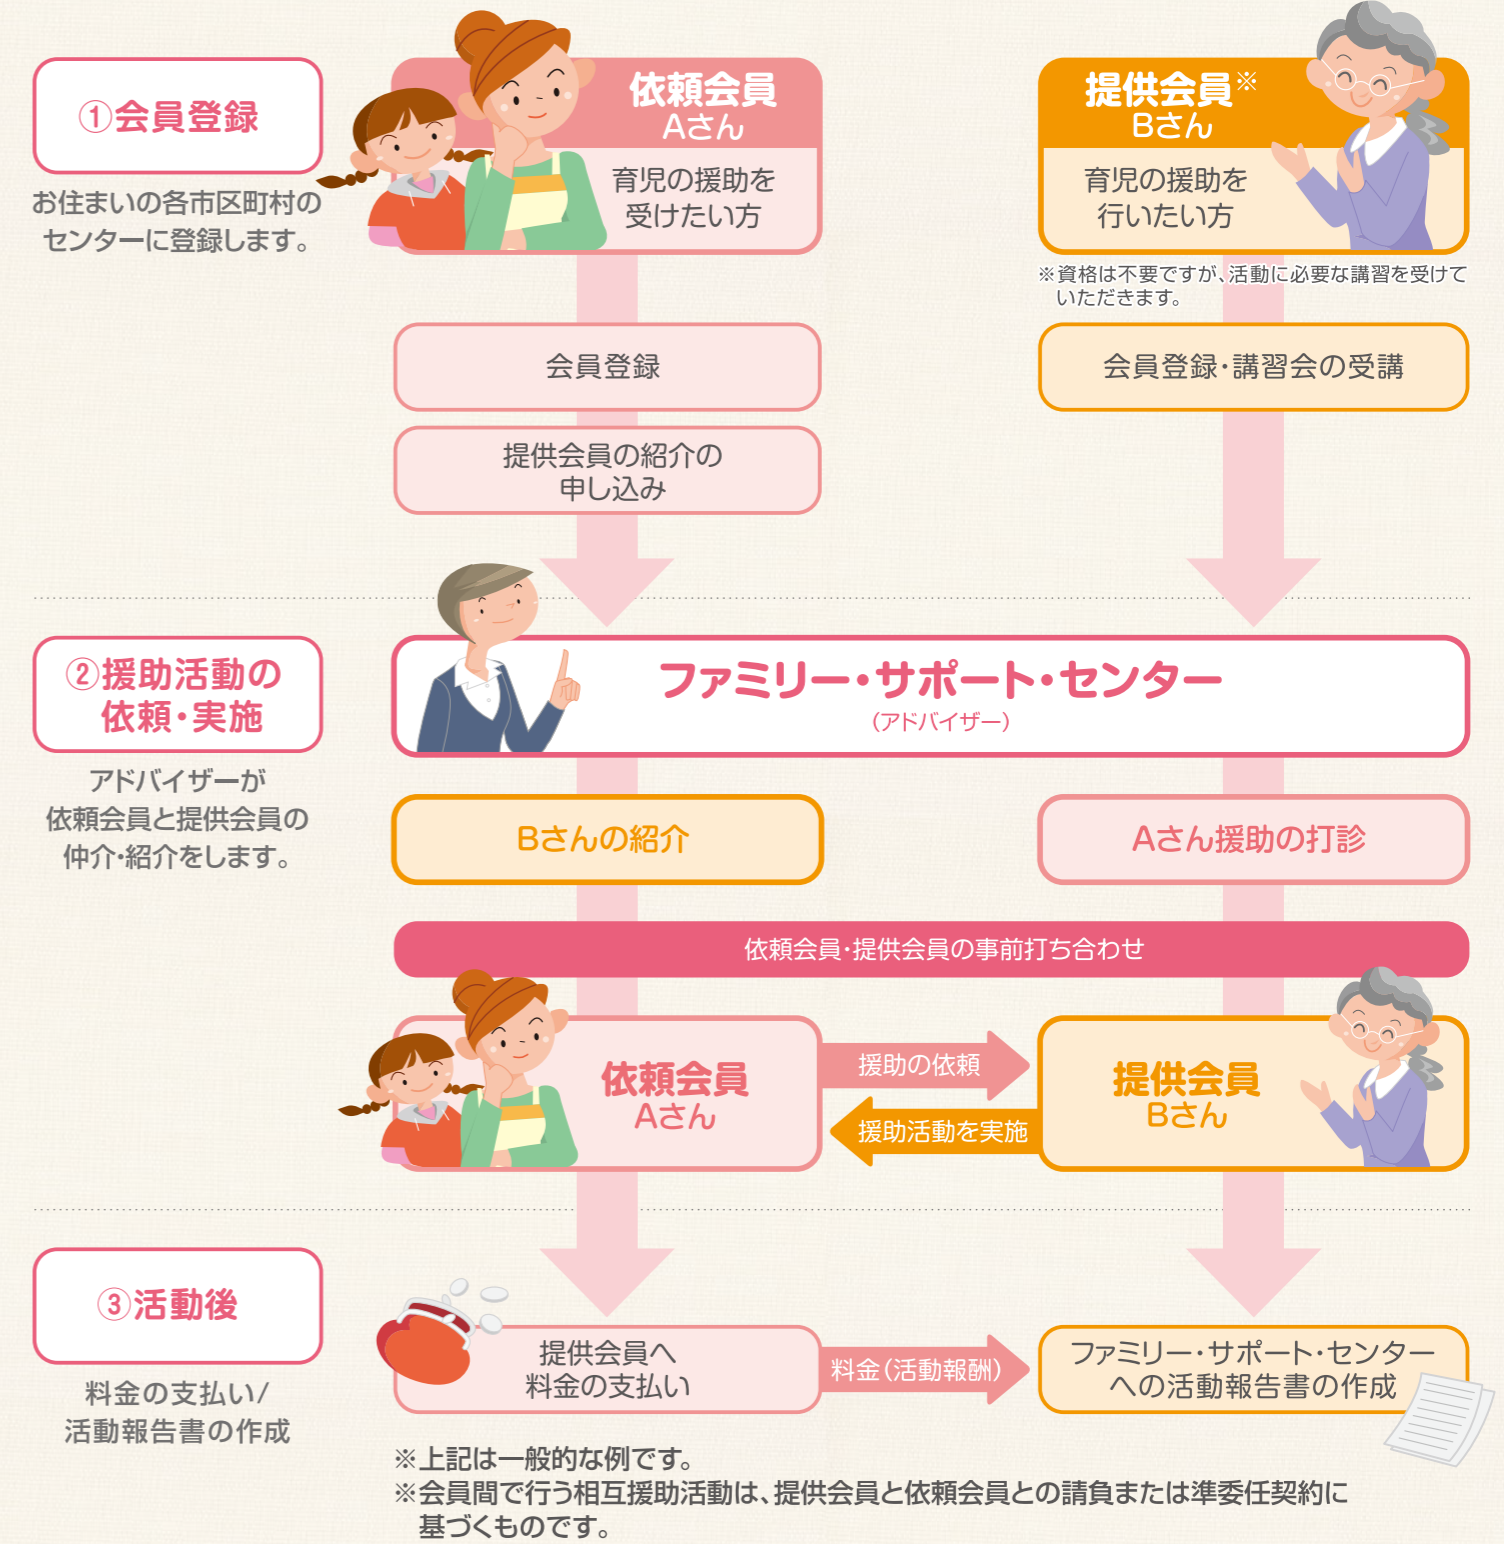 ①会員登録
お住まいの各市区町村の
センターに登録します。
依頼会員
Aさん
育児の援助を
受けたい方
提供会員※
Bさん
育児の援助を
行いたい方
※資格は不要ですが、活動に必要な講習を受けて
いただきます。
会員登録
会員登録・講習会の受講
提供会員の紹介の
申し込み
②援助活動の
依頼・実施
アドバイザーが
依頼会員と提供会員の
仲介・紹介をします。
ファミリー・サポート・センター
(アドバイザー)
Bさんの紹介
Aさん援助の打診
依頼会員・提供会員の事前打ち合わせ
依頼会員
Aさん
援助の依頼
援助活動を実施
提供会員
Bさん
③活動後
料金の支払い/
活動報告書の作成
提供会員へ
料金の支払い
料金(活動報酬)
ファミリー・サポート・センター
への活動報告書の作成
※上記は一般的な例です。
※会員間で行う相互援助活動は、提供会員と依頼会員との請負または準委任契約に
基づくものです。